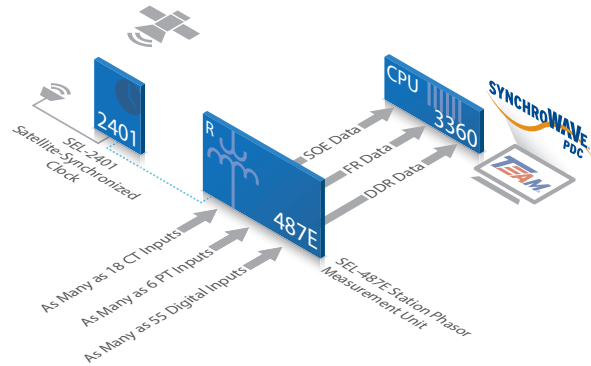 2401
SEL-2401
Satellite-Synchronized
Clock
R
487E
CPU
3360
SYNCHROWAVE
PDC
TEAM
SOE Data
FR Data
DDR Data
As Many as 18 CT Inputs
As Many as 6 PT Inputs
As Many as 55 Digital Inputs
SEL-487E Station Phasor
Measurement Unit